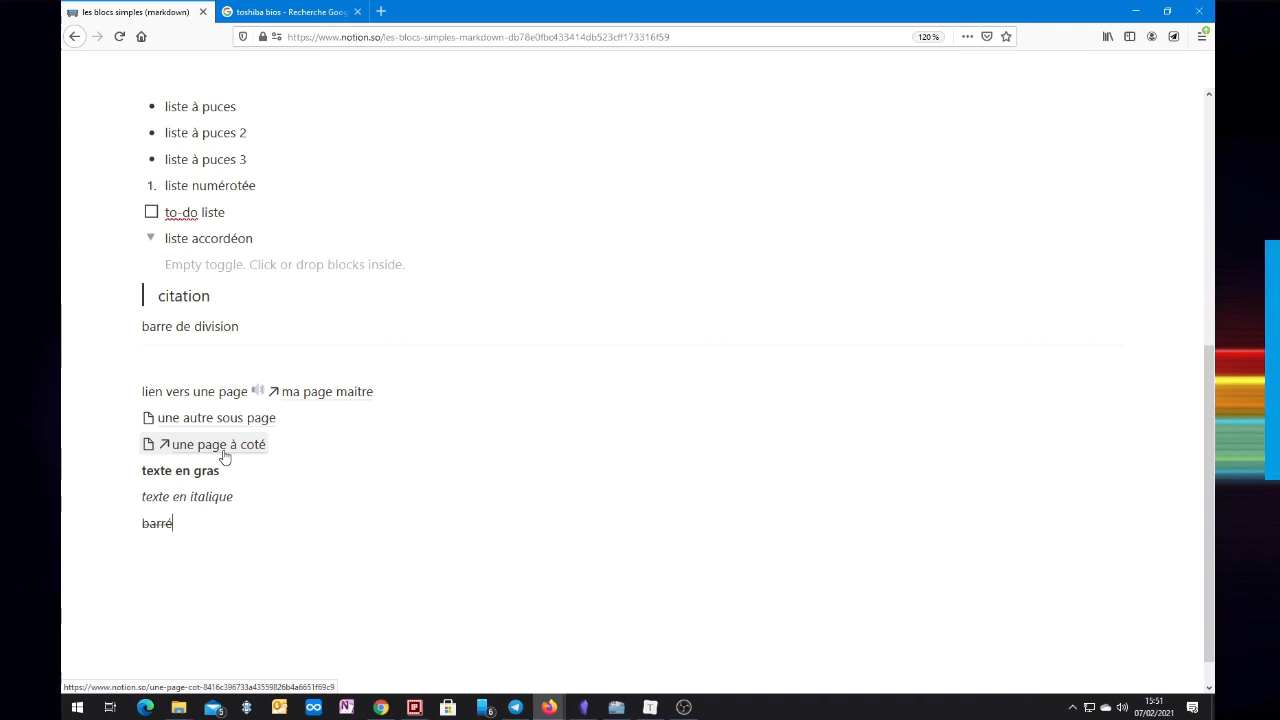 les blocs simples (markdown)
toshiba bios - Recherche Goog
https://www.notion.so/les-blocs-simples-markdown-db78e0fbc433414db523cff173316f59
120 %
• liste à puces
• liste à puces 2
• liste à puces 3
1. liste numérotée
to-do liste
liste accordéon
Empty toggle. Click or drop blocks inside.
citation
barre de division
lien vers une page ma page maitre
une autre sous page
une page à coté
texte en gras
texte en italique
barré
https://www.notion.so/une-page-cot-8416c396733a43559826b4a6651f69c9
5
6
15:51
07/02/2021